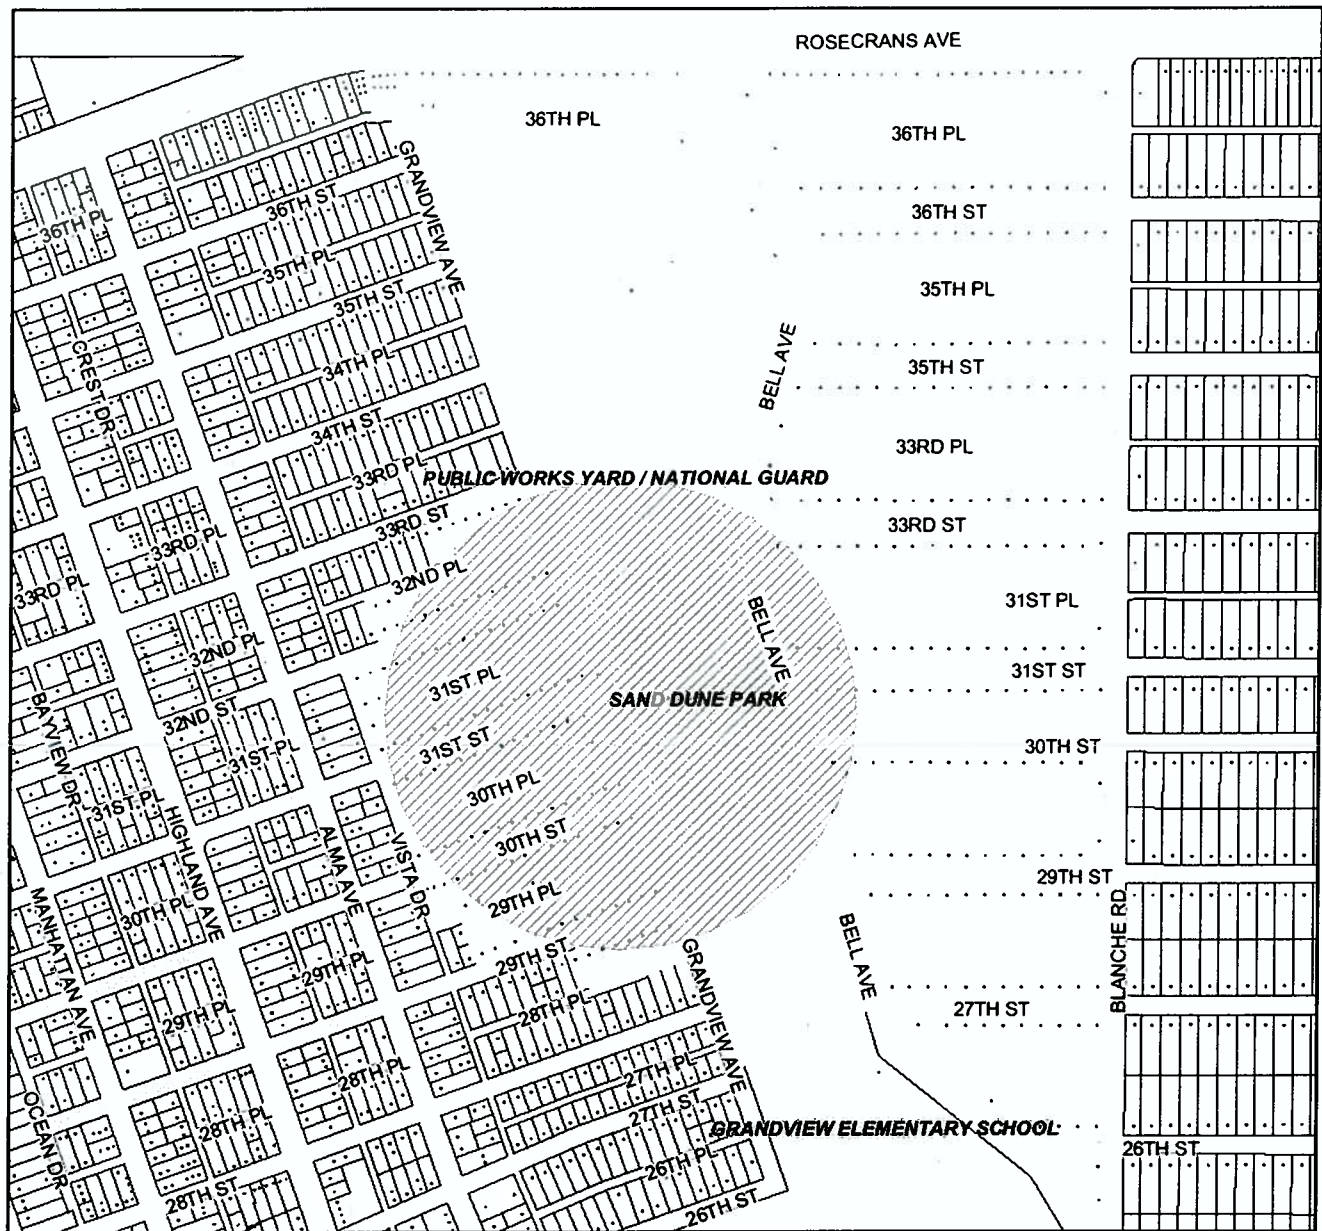 ROSECRANS AVE
36TH PL
36TH PL
GRANDVIEW AVE
36TH ST
36TH ST
36TH PL
35TH PL
35TH PL
35TH ST
BELL AVE
35TH ST
CREST DR
34TH PL
34TH ST
33RD PL
33RD PL
PUBLIC WORKS YARD / NATIONAL GUARD
33RD ST
33RD ST
33RD PL
32ND PL
33RD PL
31ST PL
BELL AVE
32ND PL
31ST ST
31ST PL
SAND DUNE PARK
BAYVIEW DR
32ND ST
31ST ST
30TH ST
31ST PL
30TH PL
31ST PL
HIGHLAND AVE
ALMA AVE
VISTA DR
30TH ST
29TH ST
MANHATTAN AVE
30TH PL
29TH PL
BLANCHE RD
BELL AVE
GRANDVIEW AVE
29TH ST
29TH PL
28TH PL
27TH ST
29TH PL
27TH PL
28TH PL
OCEAN DR
27TH ST
28TH PL
GRANDVIEW ELEMENTARY SCHOOL
26TH ST
26TH PL
28TH ST
26TH ST